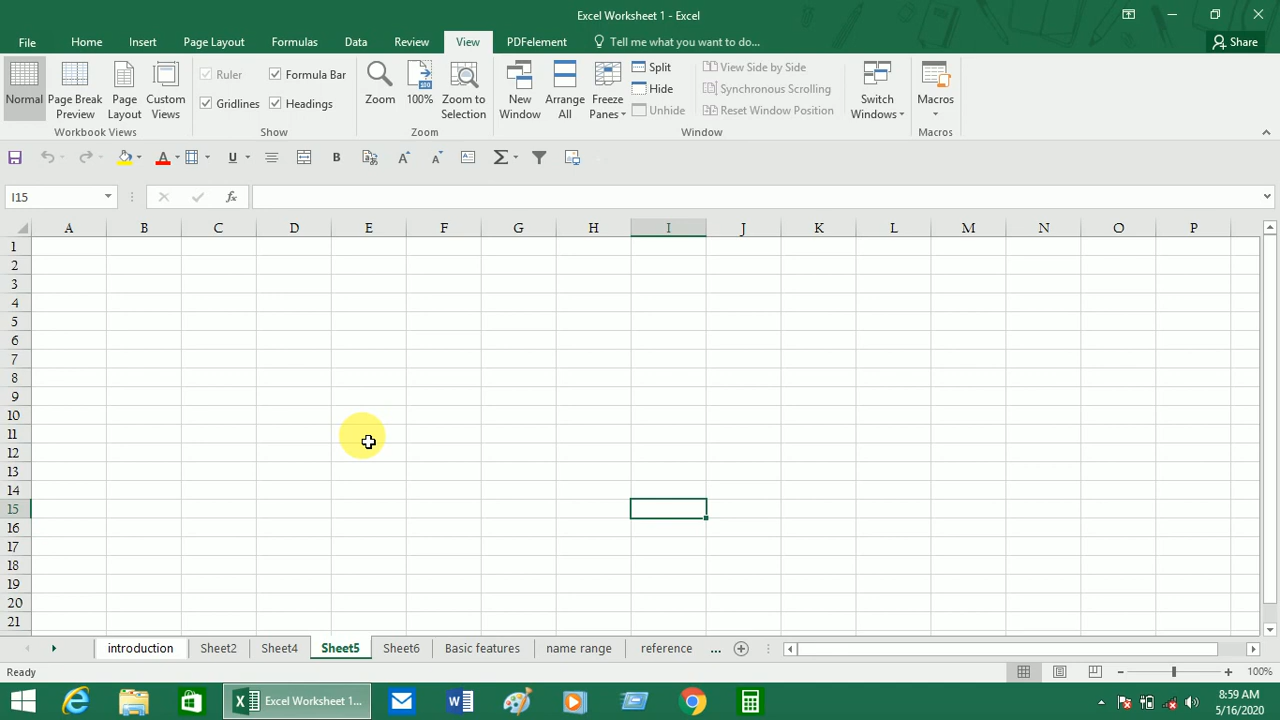 Excel Worksheet 1 - Excel
File Home Insert Page Layout Formulas Data Review View PDFelement Tell me what you want to do... Share
Normal
Page Break Preview
Page Layout
Custom Views
Workbook Views
Ruler
Formula Bar
Gridlines
Headings
Show
Zoom
100%
Zoom to Selection
Zoom
New Window
Arrange All
Freeze Panes
Split
Hide
Unhide
View Side by Side
Synchronous Scrolling
Reset Window Position
Window
Switch Windows
Macros
Macros
I15
fx
A B C D E F G H I J K L M N O P
1
2
3
4
5
6
7
8
9
10
11
12
13
14
15
16
17
18
19
20
21
introduction Sheet2 Sheet4 Sheet5 Sheet6 Basic features name range reference ...
Ready
100%
Excel Worksheet 1...
8:59 AM
5/16/2020